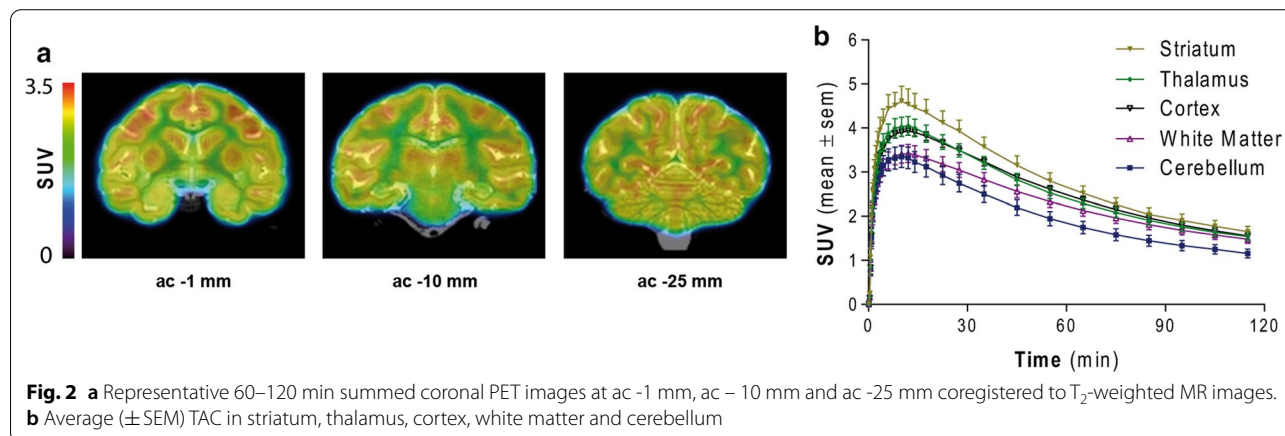 a
3.5
SUV
0
ac -1 mm
ac -10 mm
ac -25 mm
b
6
5
4
3
2
1
0
SUV (mean ± sem)
Striatum
Thalamus
Cortex
White Matter
Cerebellum
0
30
60
90
120
Time (min)
Fig. 2 a Representative 60–120 min summed coronal PET images at ac -1 mm, ac – 10 mm and ac -25 mm coregistered to T₂-weighted MR images.
b Average (± SEM) TAC in striatum, thalamus, cortex, white matter and cerebellum